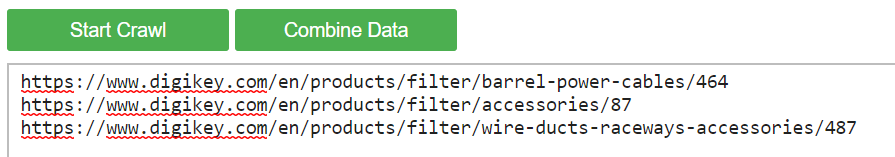 Start Crawl Combine Data
https://www.digikey.com/en/products/filter/barrel-power-cables/464
https://www.digikey.com/en/products/filter/accessories/87
https://www.digikey.com/en/products/filter/wire-ducts-raceways-accessories/487